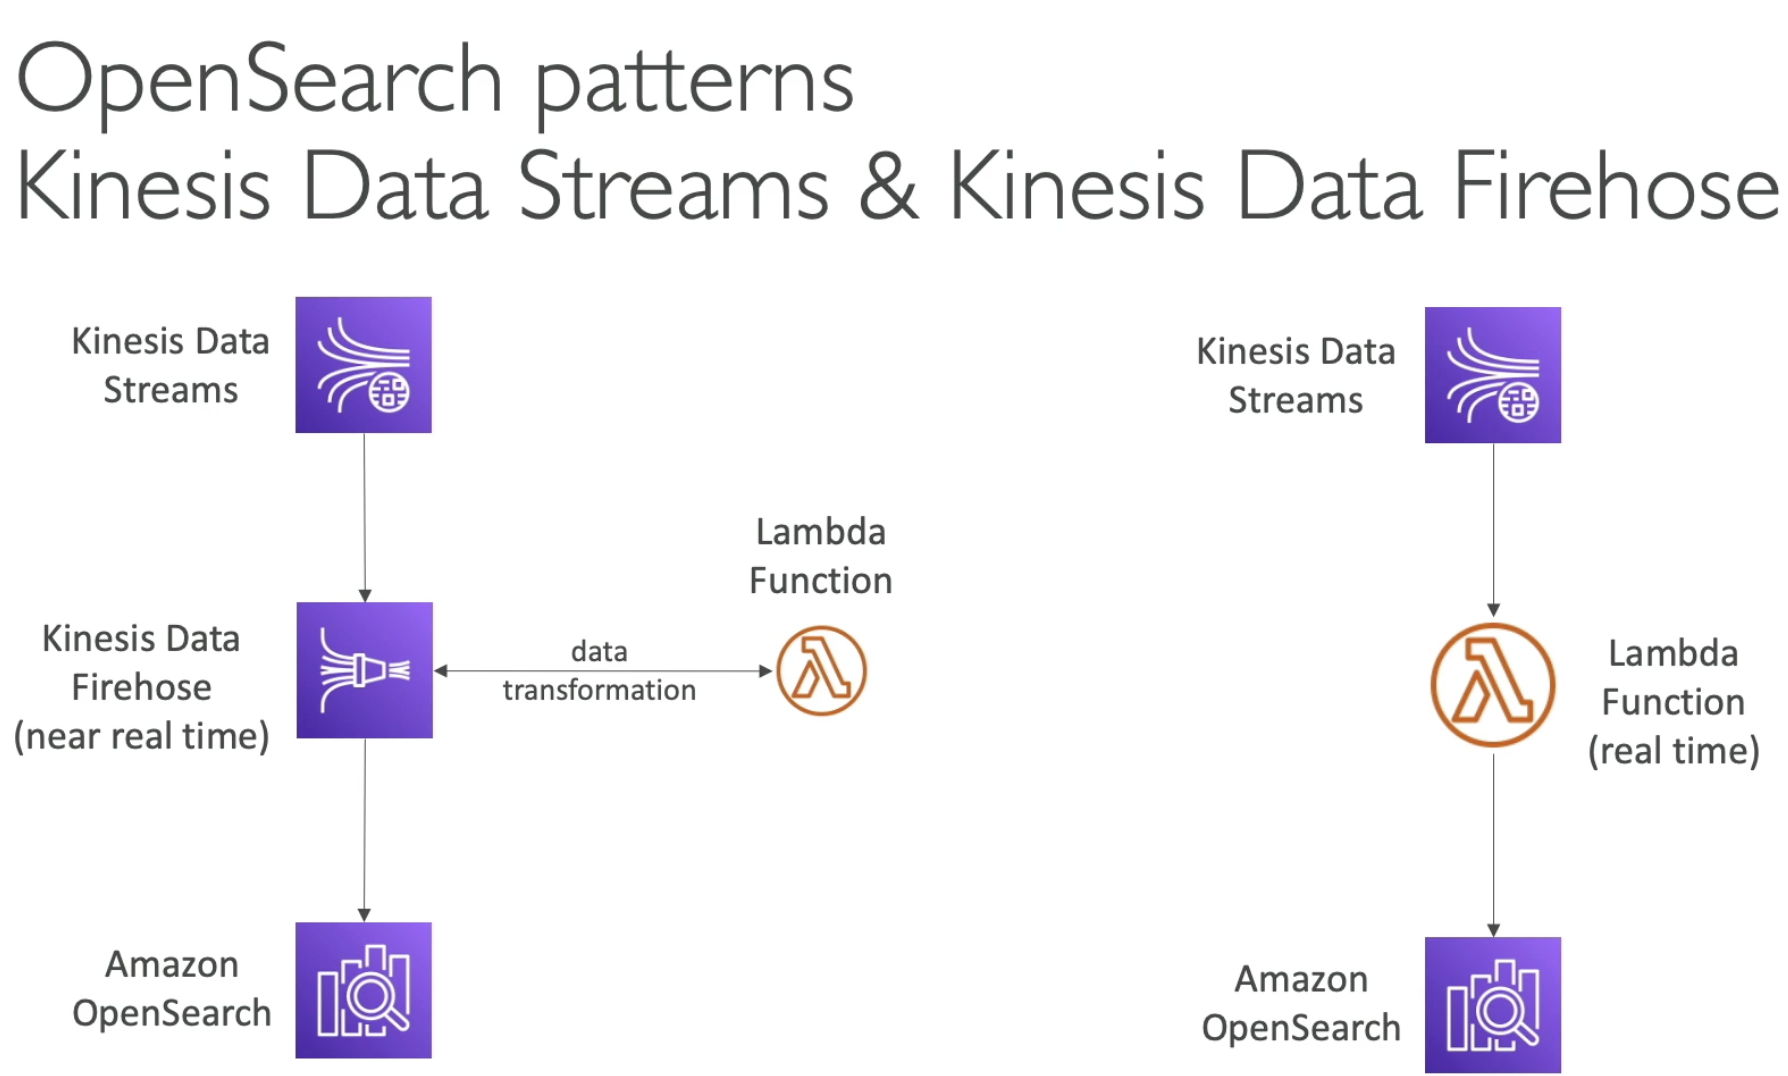 OpenSearch patterns
Kinesis Data Streams & Kinesis Data Firehose
Kinesis Data
Streams
Kinesis Data
Firehose
(near real time)
data
transformation
Lambda
Function
Amazon
OpenSearch
Kinesis Data
Streams
Lambda
Function
(real time)
Amazon
OpenSearch